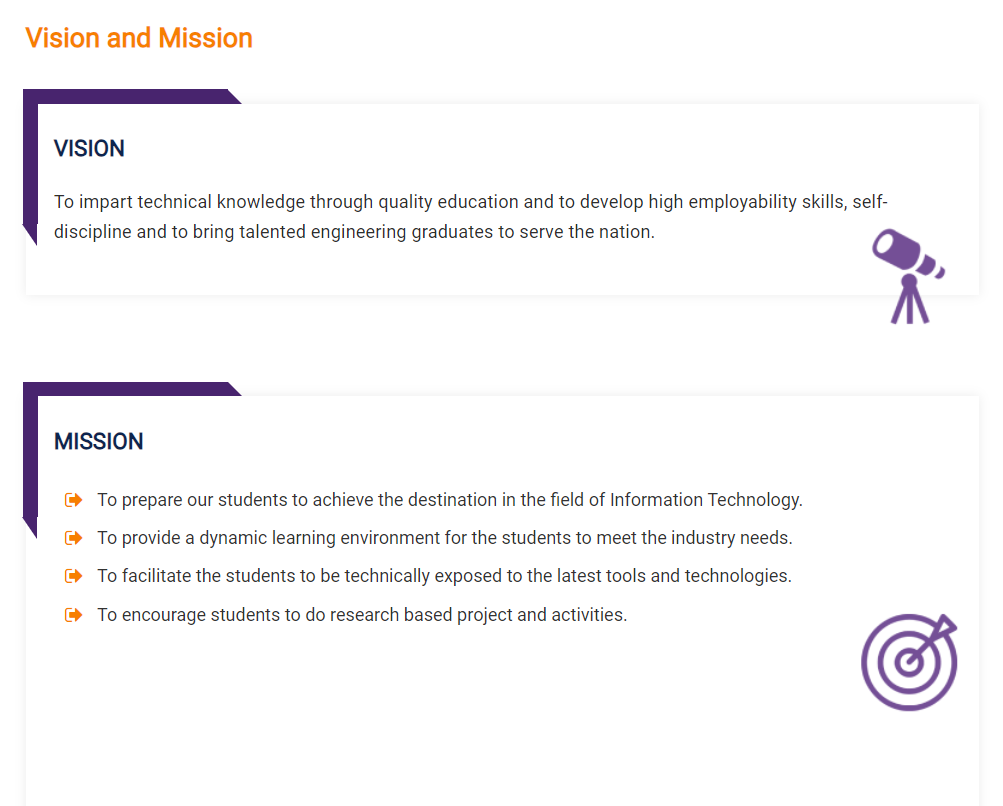 Vision and Mission
VISION
To impart technical knowledge through quality education and to develop high employability skills, self-
discipline and to bring talented engineering graduates to serve the nation.
MISSION
To prepare our students to achieve the destination in the field of Information Technology.
To provide a dynamic learning environment for the students to meet the industry needs.
To facilitate the students to be technically exposed to the latest tools and technologies.
To encourage students to do research based project and activities.